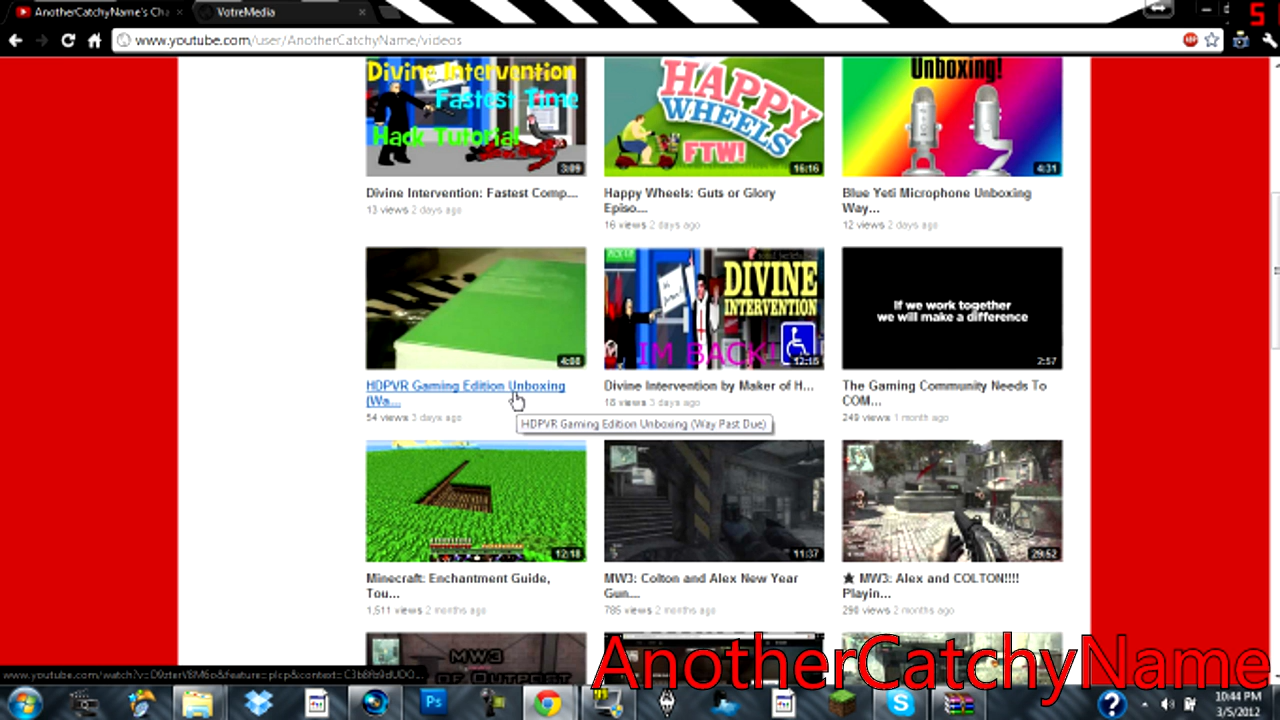 AnotherCatchyName's Cha
VotreMedia
5
www.youtube.com/user/AnotherCatchyName/videos
Divine Intervention
Fastest Time
Hack Tutorial
3:09
HAPPY
WHEELS
FTW!
16:16
Unboxing!
4:31
Divine Intervention: Fastest Comp...
13 views 2 days ago
Happy Wheels: Guts or Glory
Episo...
16 views 2 days ago
Blue Yeti Microphone Unboxing
Way...
12 views 2 days ago
4:08
DIVINE
INTERVENTION
IM BACK!
12:16
If we work together
we will make a difference
2:57
HDPVR Gaming Edition Unboxing
(Wa...
54 views 3 days ago
Divine Intervention by Maker of H...
18 views 3 days ago
The Gaming Community Needs To
COM...
249 views 1 month ago
HDPVR Gaming Edition Unboxing (Way Past Due)
12:18
11:37
29:52
Minecraft: Enchantment Guide,
Tou...
1,511 views 2 months ago
MW3: Colton and Alex New Year
Gun...
785 views 2 months ago
★ MW3: Alex and COLTON!!!!
Playin...
290 views 2 months ago
MW3
OUTPOST
AnotherCatchyName
Ps
10:44 PM
3/5/2012